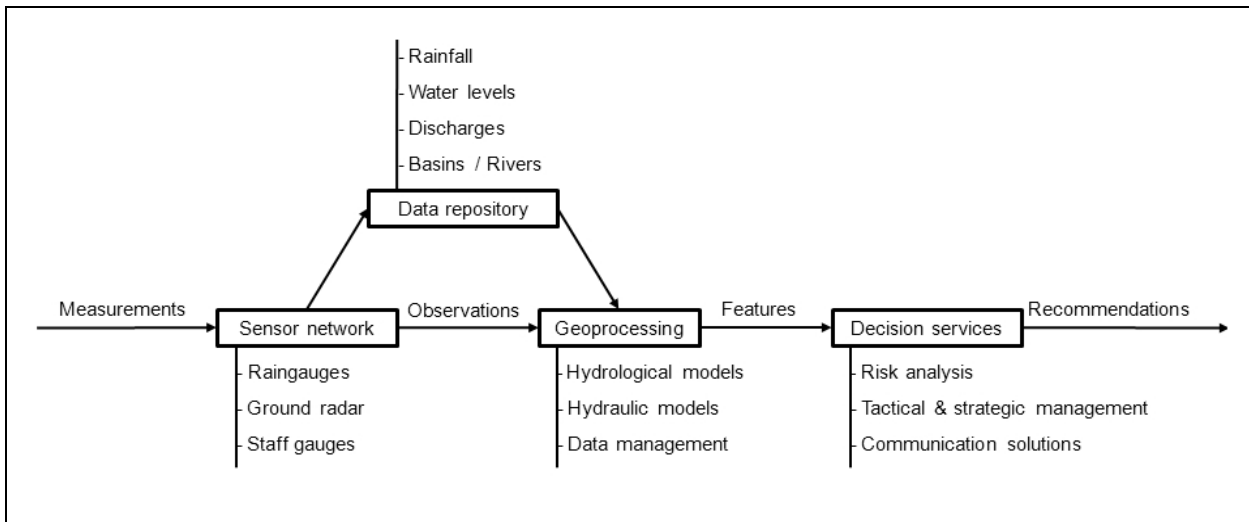 - Rainfall
- Water levels
- Discharges
- Basins / Rivers
Data repository
Measurements
Sensor network
Observations
Geoprocessing
Features
Decision services
Recommendations
- Raingauges
- Ground radar
- Staff gauges
- Hydrological models
- Hydraulic models
- Data management
- Risk analysis
- Tactical & strategic management
- Communication solutions